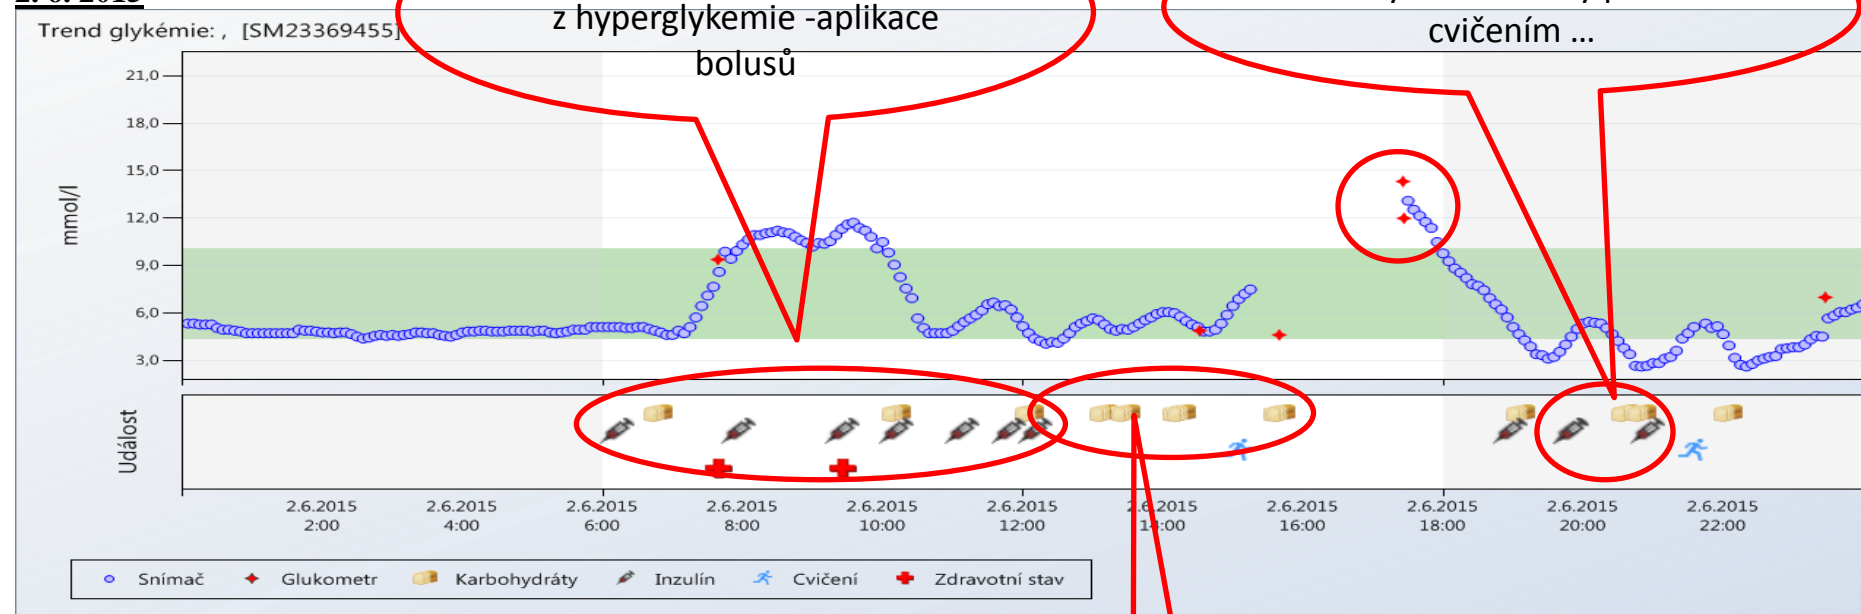 2. 6. 2015
z hyperglykemie -aplikace
bolusů
cvičením ...
Trend glykémie: , [SM23369455]
mmol/l
21,0
18,0
15,0
12,0
9,0
6,0
3,0
Událost
2.6.2015 2.6.2015 2.6.2015 2.6.2015 2.6.2015 2.6.2015 2.6.2015 2.6.2015 2.6.2015 2.6.2015 2.6.2015
2:00 4:00 6:00 8:00 10:00 12:00 14:00 16:00 18:00 20:00 22:00
Snímač Glukometr Karbohydráty Inzulín Cvičení Zdravotní stav